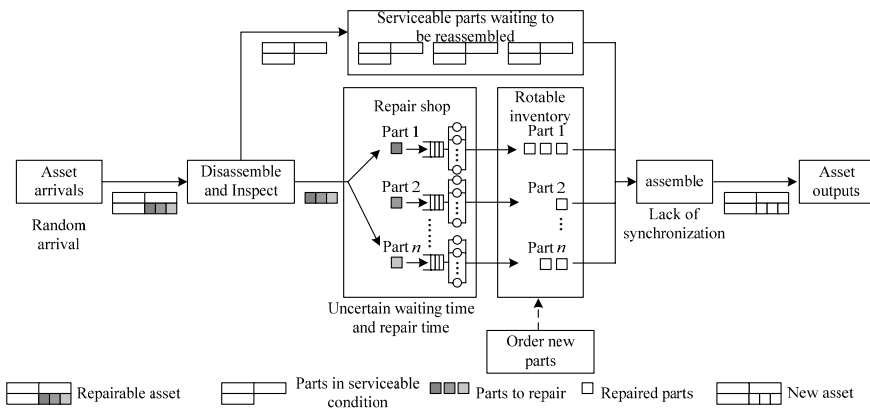 Serviceable parts waiting to
be reassembled
Repair shop
Rotable
inventory
Part 1
Part 1
Asset
arrivals
Disassemble
and Inspect
Part 2
Part 2
assemble
Asset
outputs
Random
arrival
Lack of
synchronization
Part n
Part n
Uncertain waiting time
and repair time
Order new
parts
Repairable asset
Parts in serviceable
condition
Parts to repair
Repaired parts
New asset